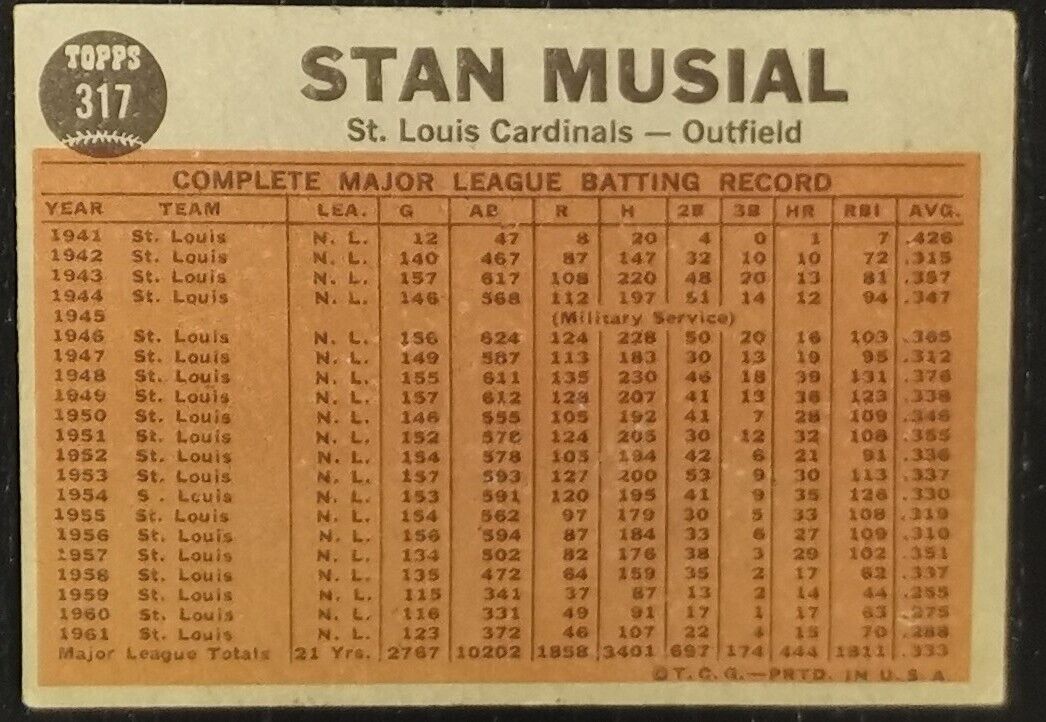 TOPPS
317
STAN MUSIAL
St. Louis Cardinals — Outfield
COMPLETE MAJOR LEAGUE BATTING RECORD
YEAR TEAM LEA. G AB R H 2B 3B HR RBI AVG.
1941 St. Louis N. L. 12 47 8 20 4 0 1 7 .426
1942 St. Louis N. L. 140 467 87 147 32 10 10 72 .315
1943 St. Louis N. L. 157 617 108 220 48 20 13 81 .357
1944 St. Louis N. L. 146 568 112 197 51 14 12 94 .347
1945 (Military Service)
1946 St. Louis N. L. 156 624 124 228 50 20 16 103 .365
1947 St. Louis N. L. 149 587 113 183 30 13 19 95 .312
1948 St. Louis N. L. 155 611 135 230 46 18 39 131 .376
1949 St. Louis N. L. 157 612 128 207 41 13 36 123 .338
1950 St. Louis N. L. 146 555 105 192 41 7 28 109 .346
1951 St. Louis N. L. 152 578 124 205 30 12 32 108 .355
1952 St. Louis N. L. 154 578 105 194 42 6 21 91 .336
1953 St. Louis N. L. 157 593 127 200 53 9 30 113 .337
1954 S . Louis N. L. 153 591 120 195 41 9 35 126 .330
1955 St. Louis N. L. 154 562 97 179 30 5 33 108 .319
1956 St. Louis N. L. 156 594 87 184 33 6 27 109 .310
1957 St. Louis N. L. 134 502 82 176 38 3 29 102 .351
1958 St. Louis N. L. 135 472 64 159 35 2 17 62 .337
1959 St. Louis N. L. 115 341 37 87 13 2 14 44 .255
1960 St. Louis N. L. 116 331 49 91 17 1 17 63 .275
1961 St. Louis N. L. 123 372 46 107 22 4 15 70 .288
Major League Totals 21 Yrs. 2767 10202 1858 3401 697 174 444 1811 .333
© T. C. G.—PRTD. IN U. S. A.